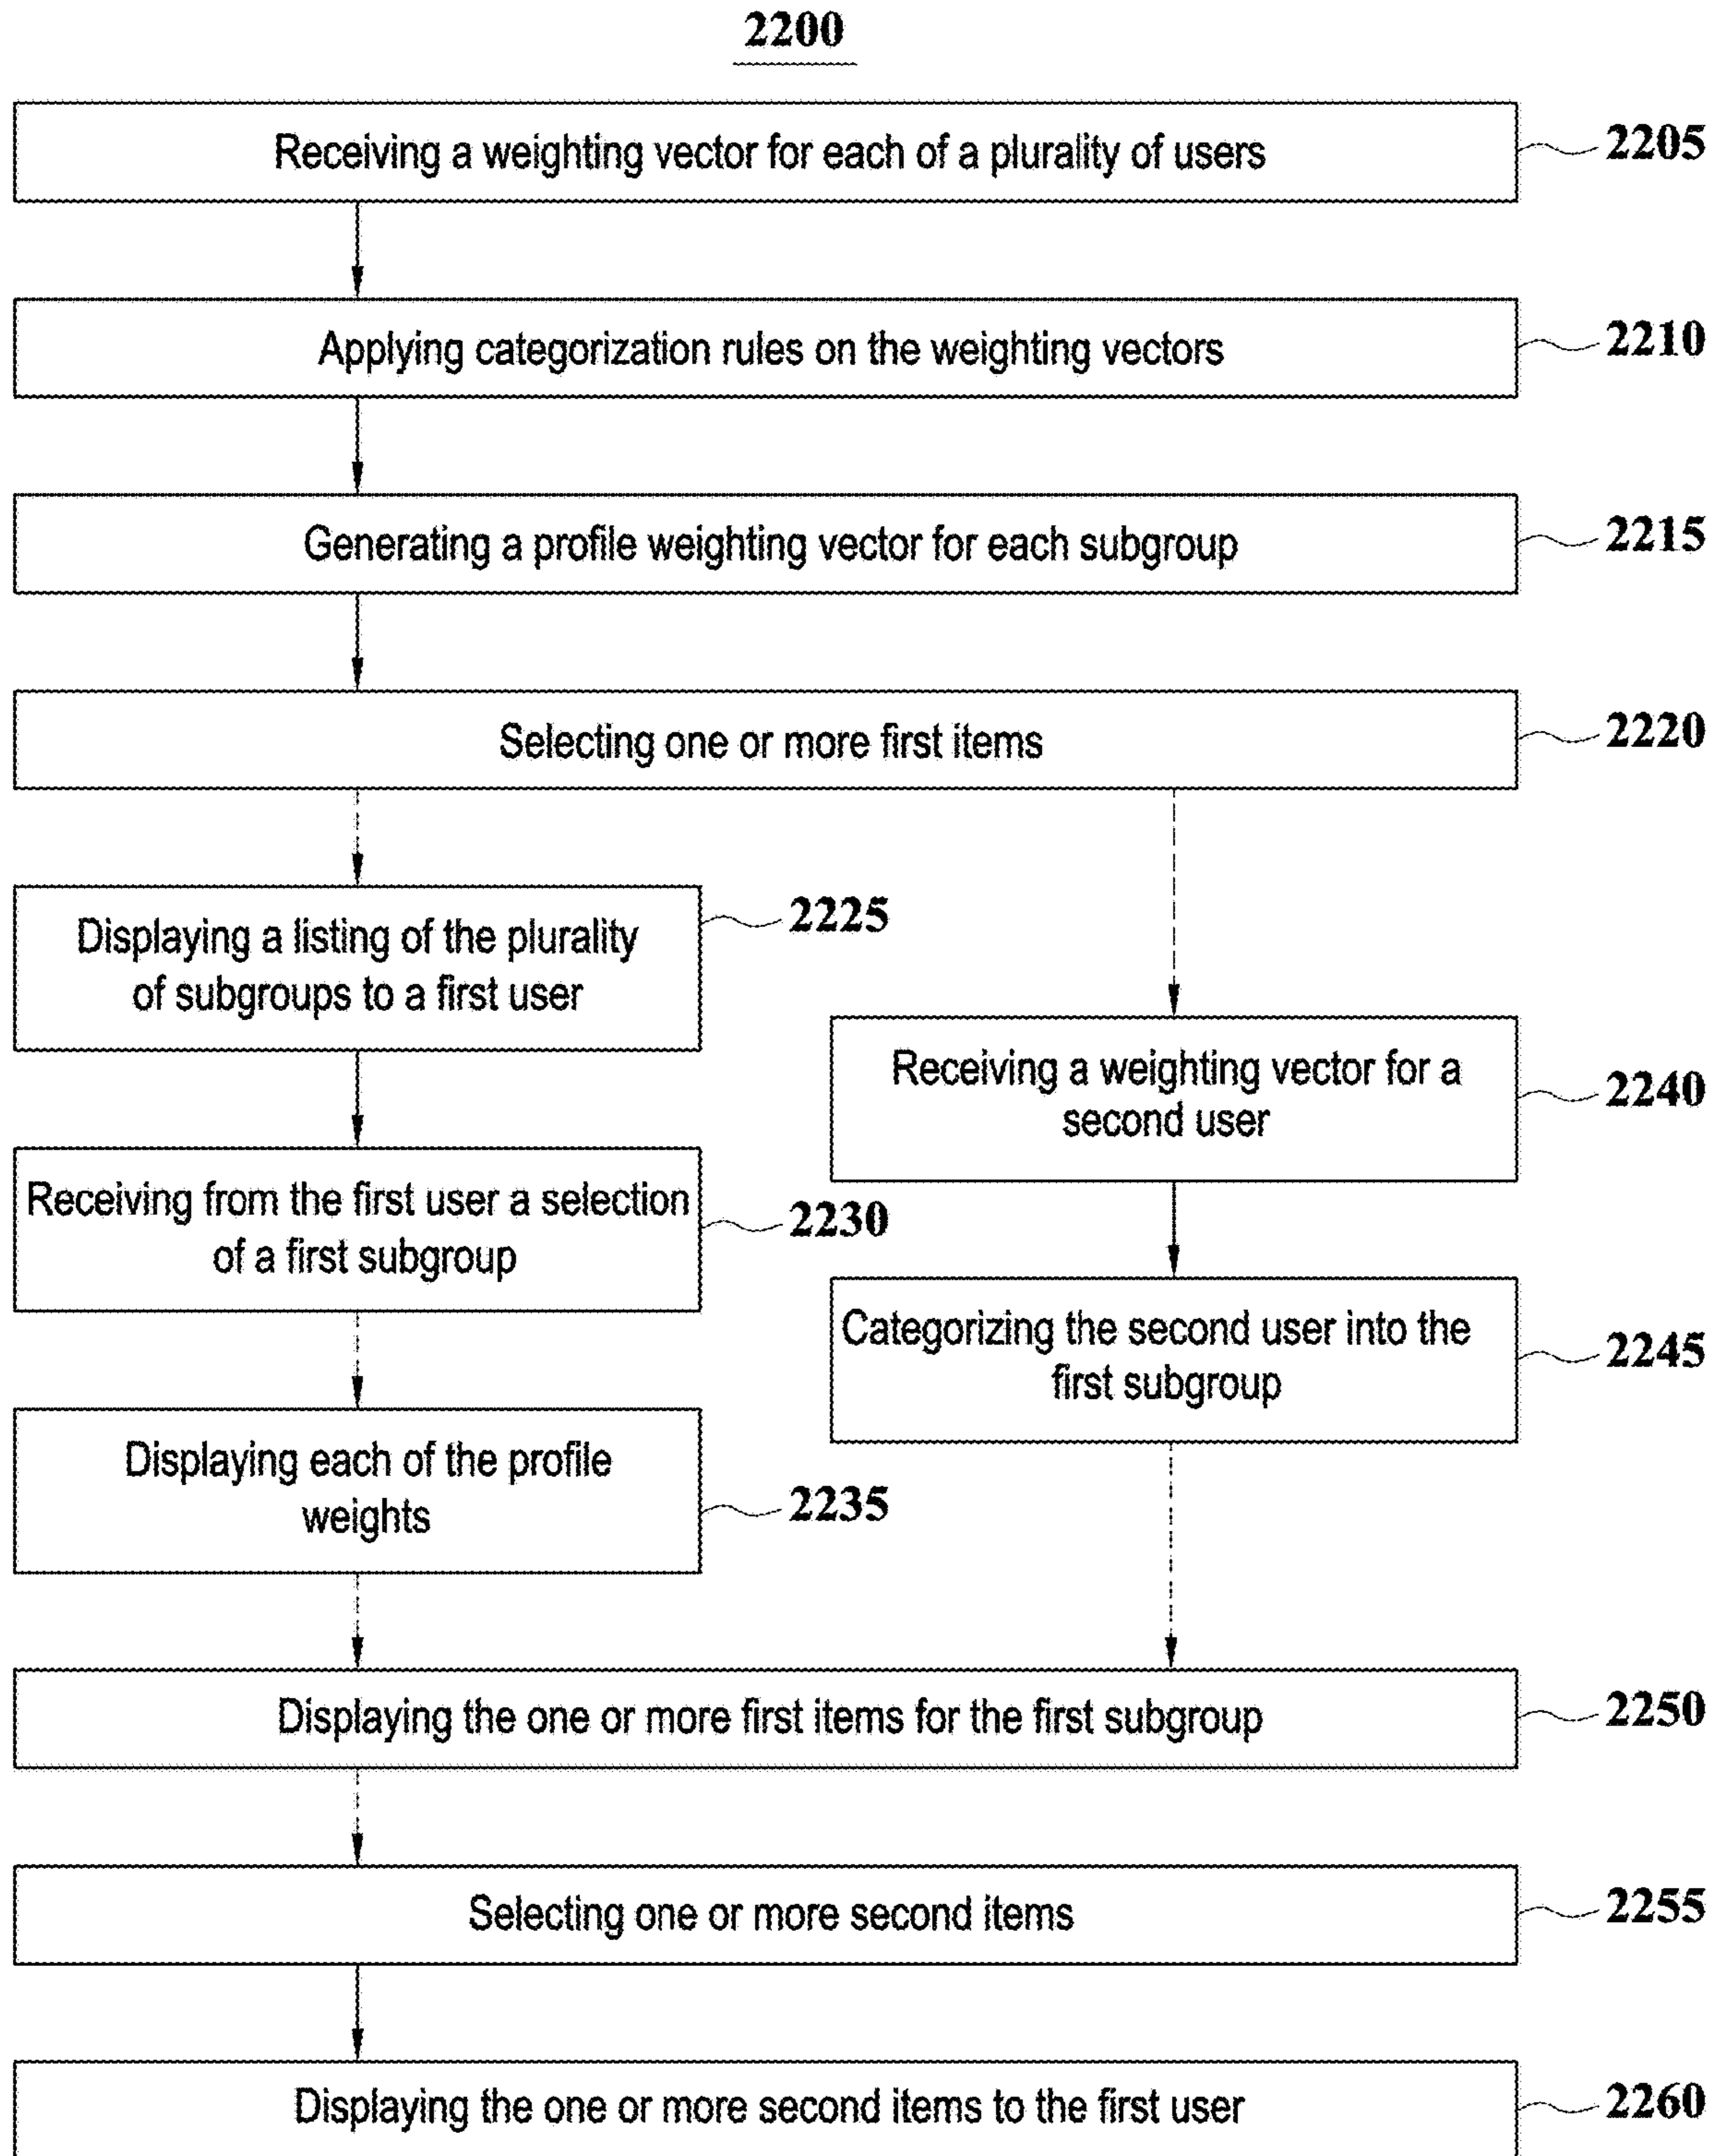 2200
Receiving a weighting vector for each of a plurality of users
2205
Applying categorization rules on the weighting vectors
2210
Generating a profile weighting vector for each subgroup
2215
Selecting one or more first items
2220
Displaying a listing of the plurality
of subgroups to a first user
2225
Receiving a weighting vector for a
second user
2240
Receiving from the first user a selection
of a first subgroup
2230
Categorizing the second user into the
first subgroup
2245
Displaying each of the profile
weights
2235
Displaying the one or more first items for the first subgroup
2250
Selecting one or more second items
2255
Displaying the one or more second items to the first user
2260